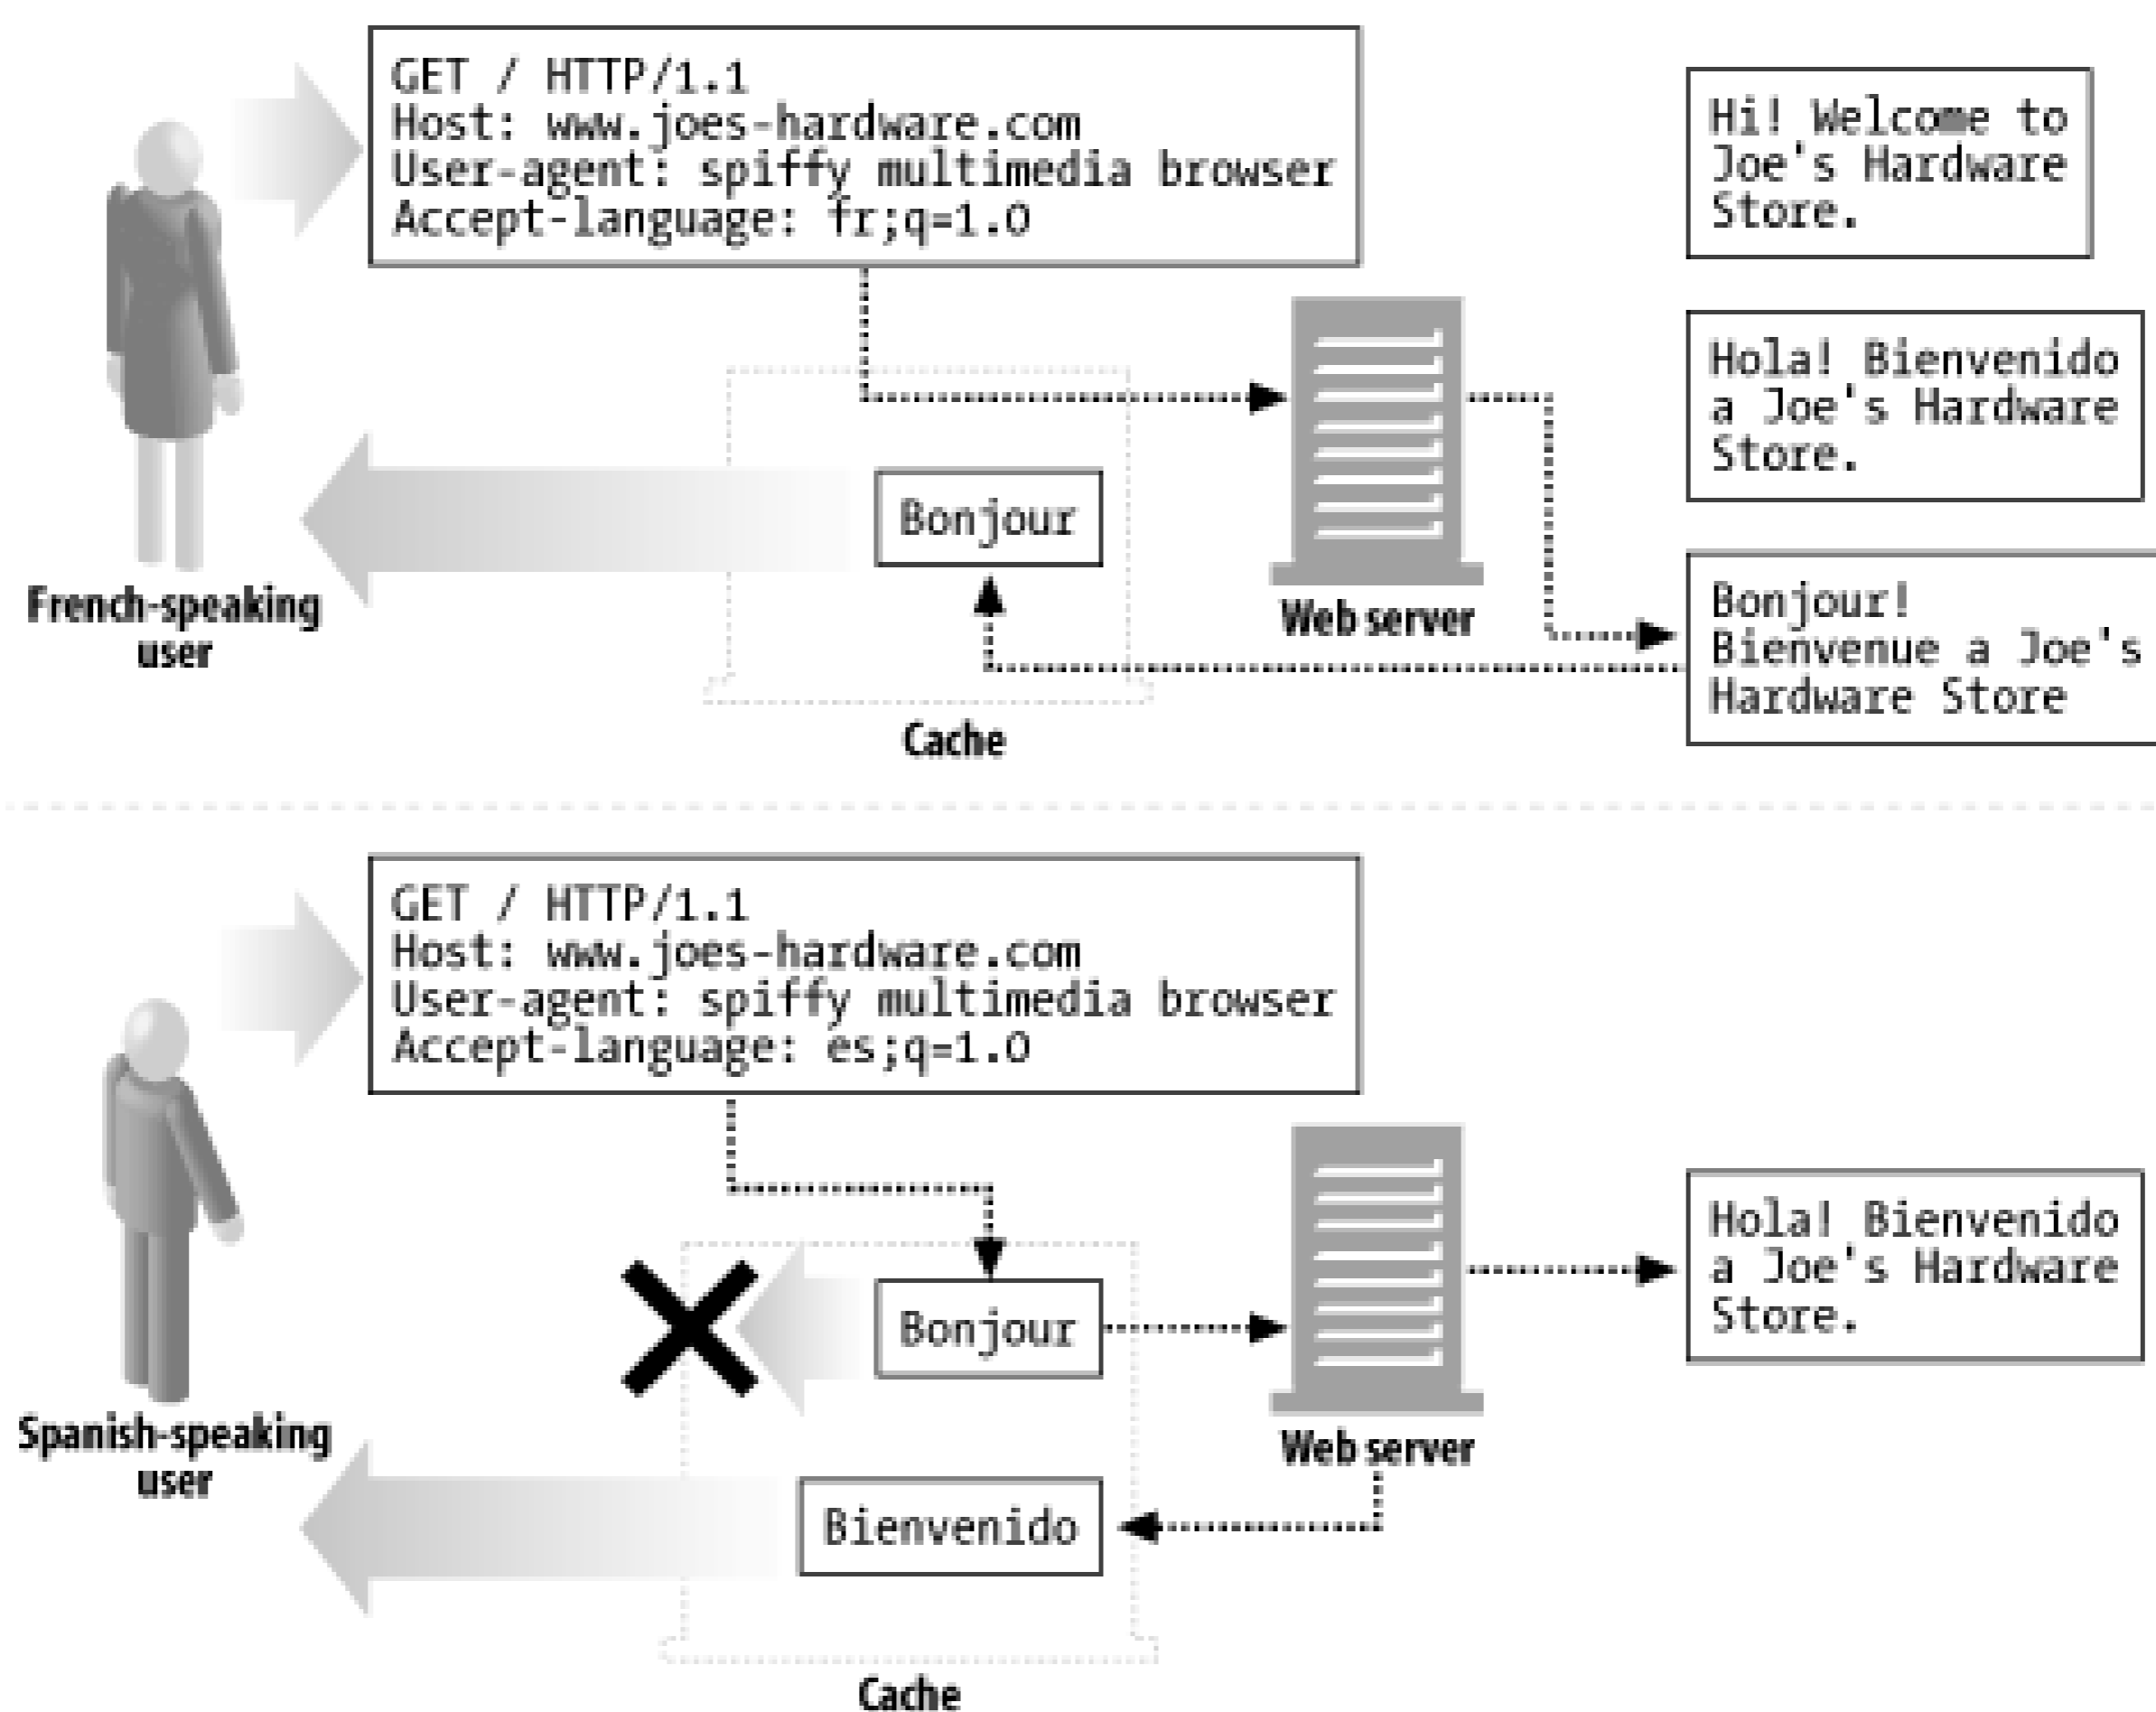 GET / HTTP/1.1
Host: www.joes-hardware.com
User-agent: spiffy multimedia browser
Accept-language: fr;q=1.0
Hi! Welcome to
Joe's Hardware
Store.
Hola! Bienvenido
a Joe's Hardware
Store.
Bonjour
French-speaking
user
Web server
Bonjour!
Bienvenue a Joe's
Hardware Store
Cache
GET / HTTP/1.1
Host: www.joes-hardware.com
User-agent: spiffy multimedia browser
Accept-language: es;q=1.0
Hola! Bienvenido
a Joe's Hardware
Store.
Bonjour
Spanish-speaking
user
Web server
Bienvenido
Cache